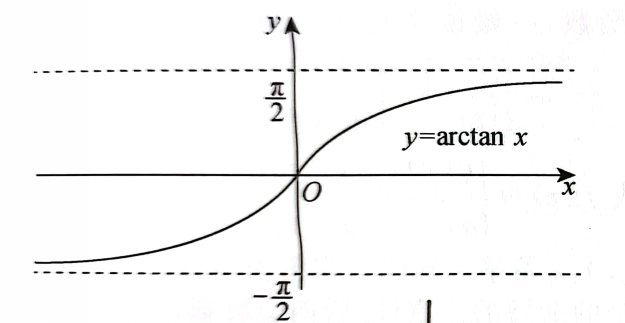 y
π/2
y=arctan x
O
x
-π/2